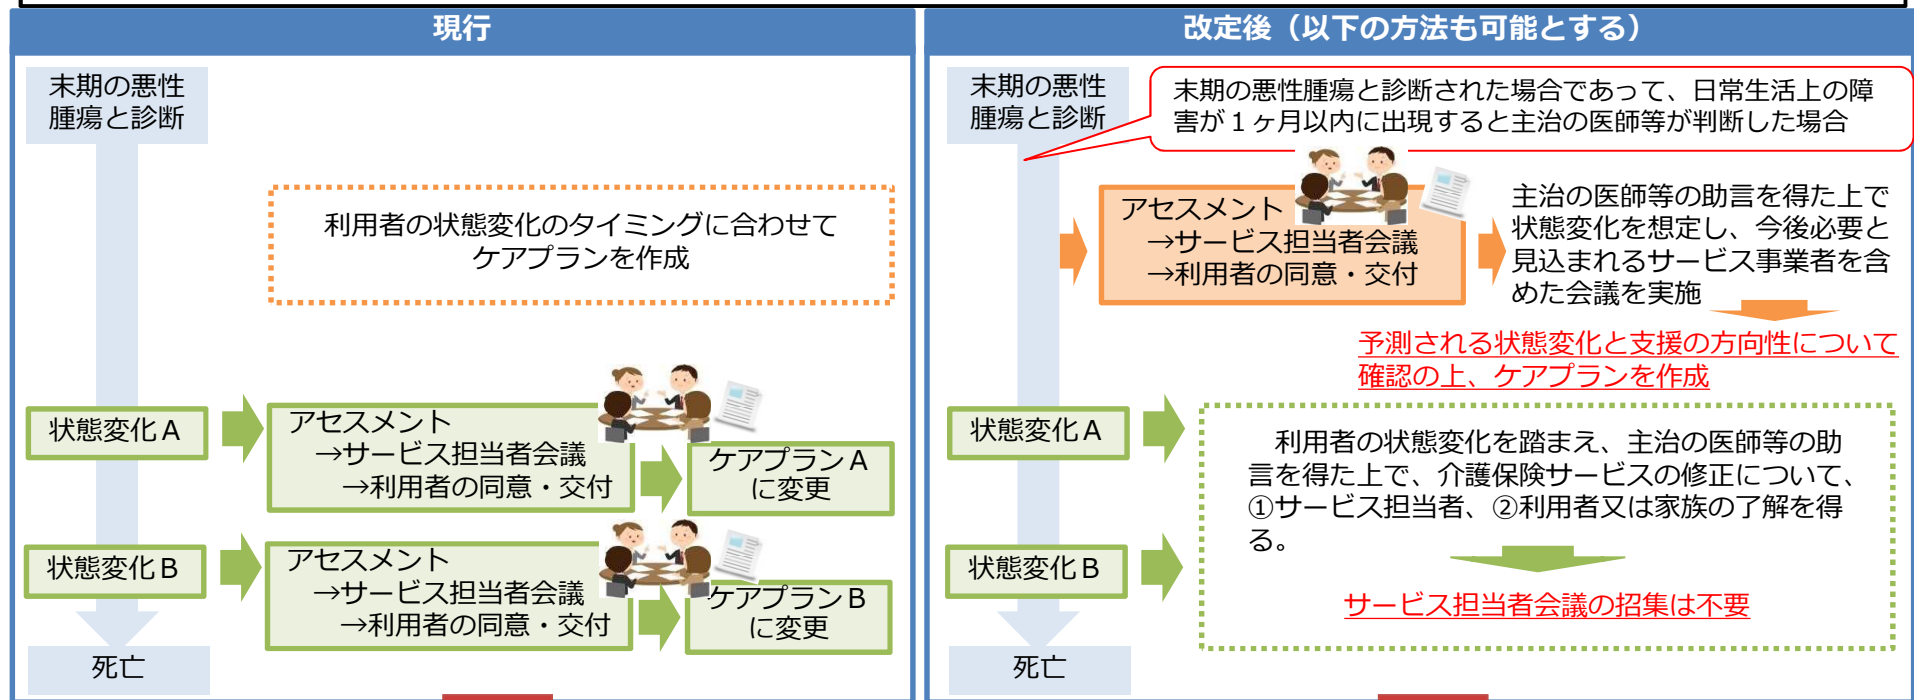 現行
末期の悪性
腫瘍と診断
利用者の状態変化のタイミングに合わせて
ケアプランを作成
状態変化A
アセスメント
→サービス担当者会議
→利用者の同意・交付
ケアプランA
に変更
状態変化B
アセスメント
→サービス担当者会議
→利用者の同意・交付
ケアプランB
に変更
死亡
改定後（以下の方法も可能とする）
末期の悪性
腫瘍と診断
末期の悪性腫瘍と診断された場合であって、日常生活上の障
害が１ヶ月以内に出現すると主治の医師等が判断した場合
アセスメント
→サービス担当者会議
→利用者の同意・交付
主治の医師等の助言を得た上で
状態変化を想定し、今後必要と
見込まれるサービス事業者を含
めた会議を実施
予測される状態変化と支援の方向性について
確認の上、ケアプランを作成
状態変化A
利用者の状態変化を踏まえ、主治の医師等の助
言を得た上で、介護保険サービスの修正について、
①サービス担当者、②利用者又は家族の了解を得
る。
状態変化B
サービス担当者会議の招集は不要
死亡